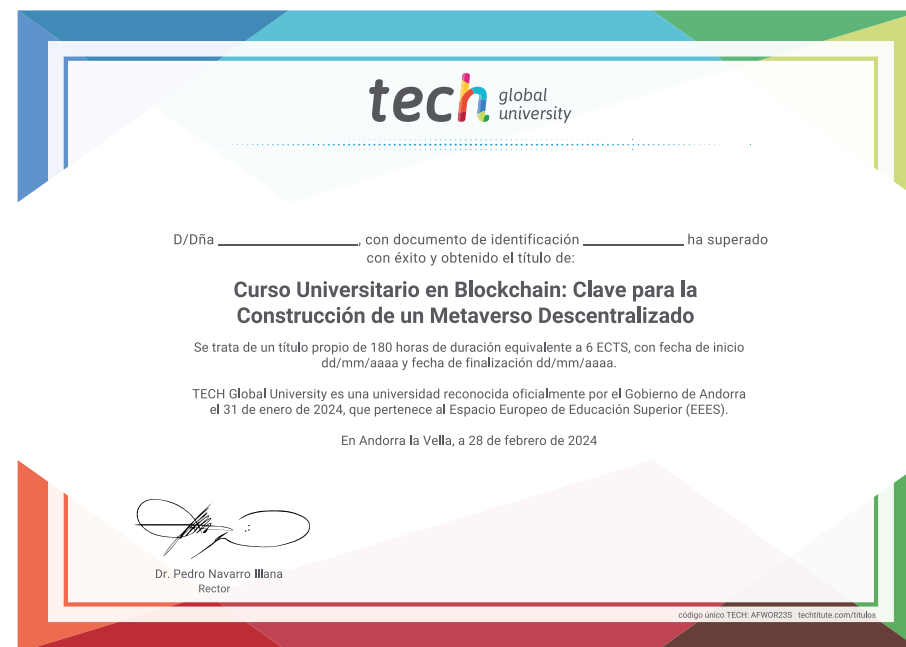 tech global university
D/Dña ____________, con documento de identificación ____________ ha superado
con éxito y obtenido el título de:
Curso Universitario en Blockchain: Clave para la
Construcción de un Metaverso Descentralizado
Se trata de un título propio de 180 horas de duración equivalente a 6 ECTS, con fecha de inicio
dd/mm/aaaa y fecha de finalización dd/mm/aaaa.
TECH Global University es una universidad reconocida oficialmente por el Gobierno de Andorra
el 31 de enero de 2024, que pertenece al Espacio Europeo de Educación Superior (EEES).
En Andorra la Vella, a 28 de febrero de 2024
Dr. Pedro Navarro Illana
Rector
código único TECH: AFWOR23S techtitute.com/titulos